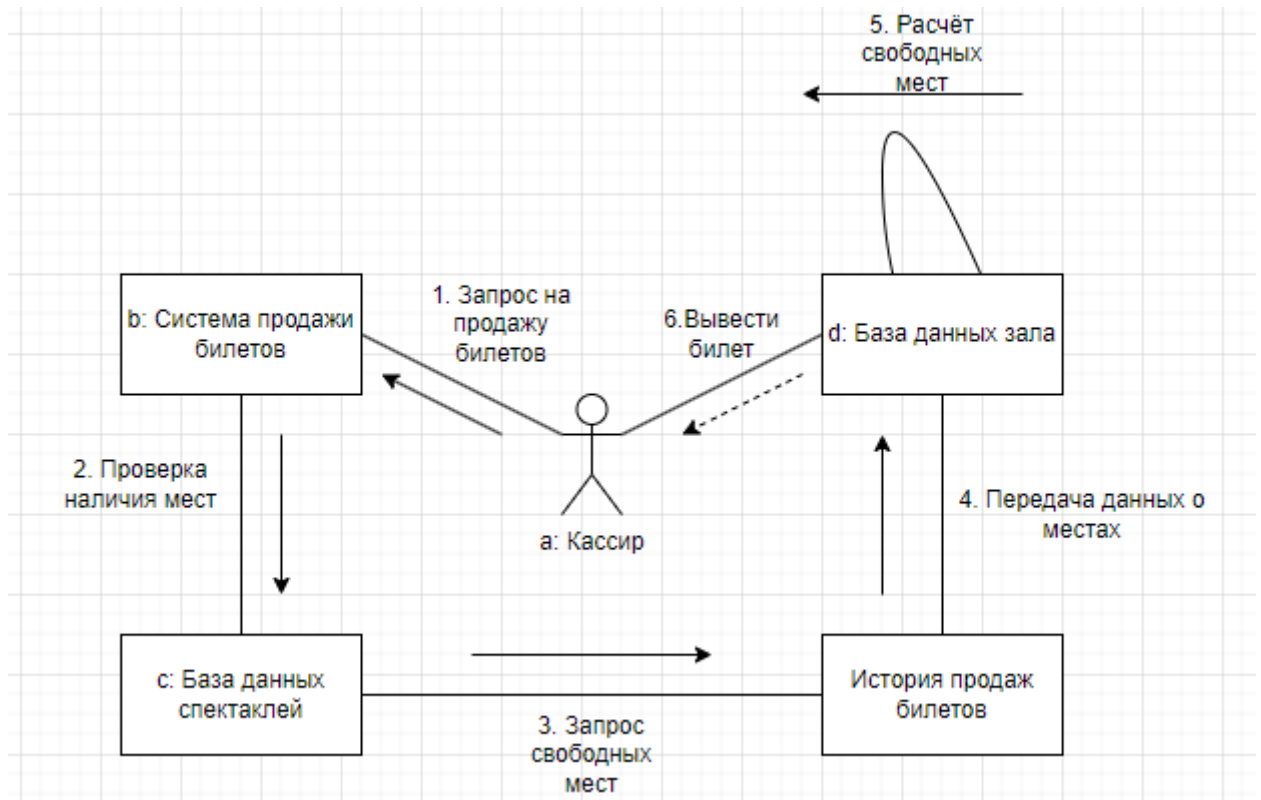 5. Расчёт
свободных
мест
b: Система продажи
билетов
1. Запрос на
продажу
билетов
6.Вывести
билет
d: База данных зала
2. Проверка
наличия мест
a: Кассир
4. Передача данных о
местах
c: База данных
спектаклей
История продаж
билетов
3. Запрос
свободных
мест